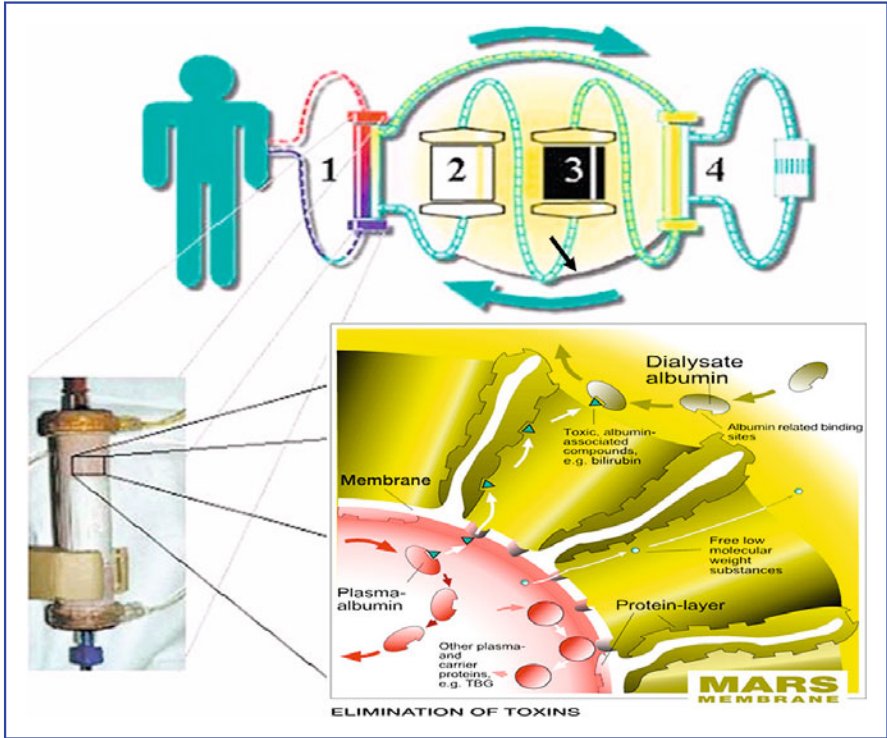 1
2
3
4
Dialysate
albumin
Toxic, albumin-
associated
compounds,
e.g. bilirubin
Albumin related binding
sites
Membrane
Free low
molecular
weight
substances
Plasma-
albumin
Protein-layer
Other plasma-
and
carrier
proteins,
e.g. TBG
MARS
MEMBRANE
ELIMINATION OF TOXINS